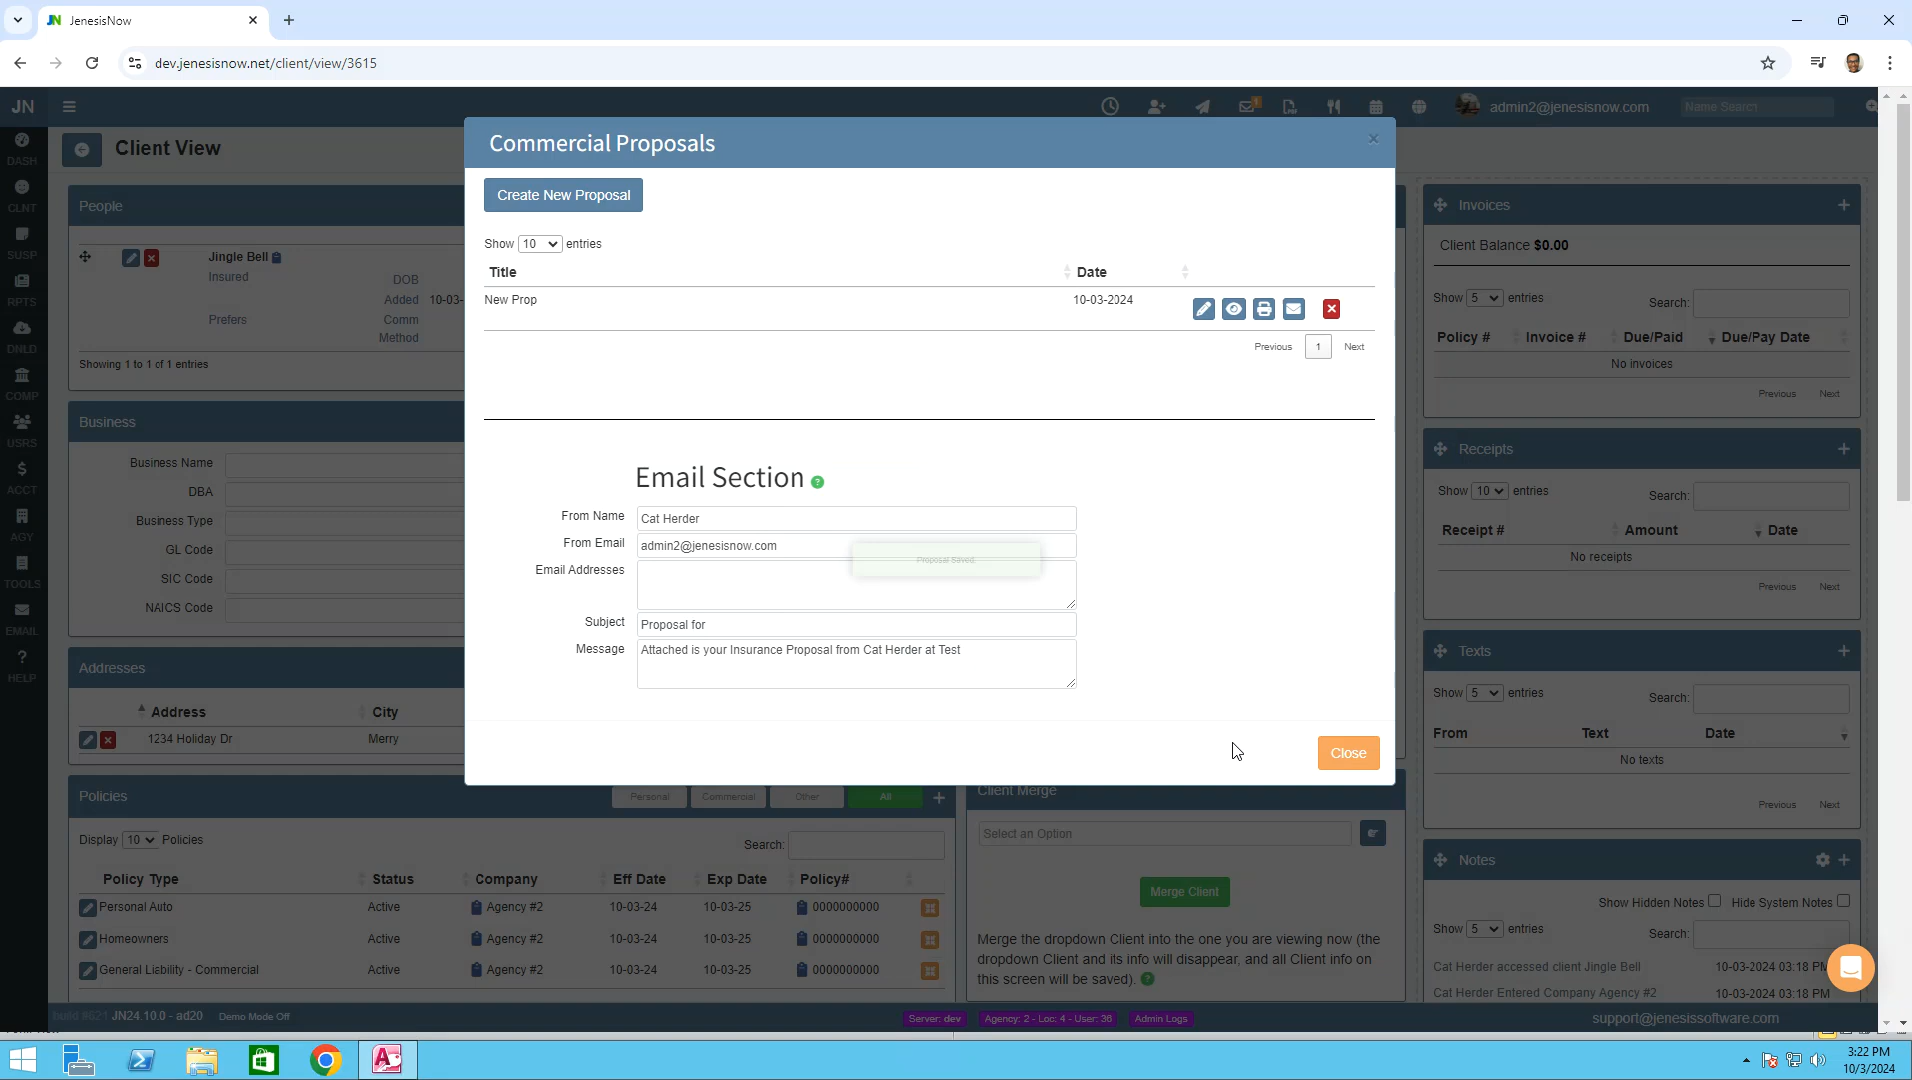 JenesisNow
dev.jenesisnow.net/client/view/3615
JN
admin2@jenesisnow.com
Name Search
DASH
CLNT
SUSP
RPTS
DNLD
COMP
USRS
ACCT
AGY
TOOLS
EMAIL
HELP
Client View
People
Jingle Bell
Insured
DOB
Added 10-03-
Prefers Comm
Method
Showing 1 to 1 of 1 entries
Business
Business Name
DBA
Business Type
GL Code
SIC Code
NAICS Code
Addresses
Address City
1234 Holiday Dr Merry
Commercial Proposals
×
Create New Proposal
Show 10 entries
Title Date
New Prop 10-03-2024
Previous 1 Next
Email Section ?
From Name Cat Herder
From Email admin2@jenesisnow.com
Proposal Saved.
Email Addresses
Subject Proposal for
Message Attached is your Insurance Proposal from Cat Herder at Test
Close
Policies Personal Commercial Other All
Display 10 Policies
Search:
Policy Type Status Company Eff Date Exp Date Policy#
Personal Auto Active Agency #2 10-03-24 10-03-25 0000000000
Homeowners Active Agency #2 10-03-24 10-03-25 0000000000
General Liability - Commercial Active Agency #2 10-03-24 10-03-25 0000000000
Client Merge
Select an Option
Merge Client
Merge the dropdown Client into the one you are viewing now (the
dropdown Client and its info will disappear, and all Client info on
this screen will be saved). ?
Invoices
Client Balance $0.00
Show 5 entries Search:
Policy # Invoice # Due/Paid Due/Pay Date
No invoices
Previous Next
Receipts
Show 10 entries Search:
Receipt # Amount Date
No receipts
Previous Next
Texts
Show 5 entries Search:
From Text Date
No texts
Previous Next
Notes
Show Hidden Notes Hide System Notes
Show 5 entries Search:
Cat Herder accessed client Jingle Bell 10-03-2024 03:18 PM
Cat Herder Entered Company Agency #2 10-03-2024 03:18 PM
build #821 JN24.10.0 - ad20 Demo Mode Off
Server: dev Agency: 2 - Loc: 4 - User: 36 Admin Logs
support@jenesissoftware.com
3:22 PM
10/3/2024